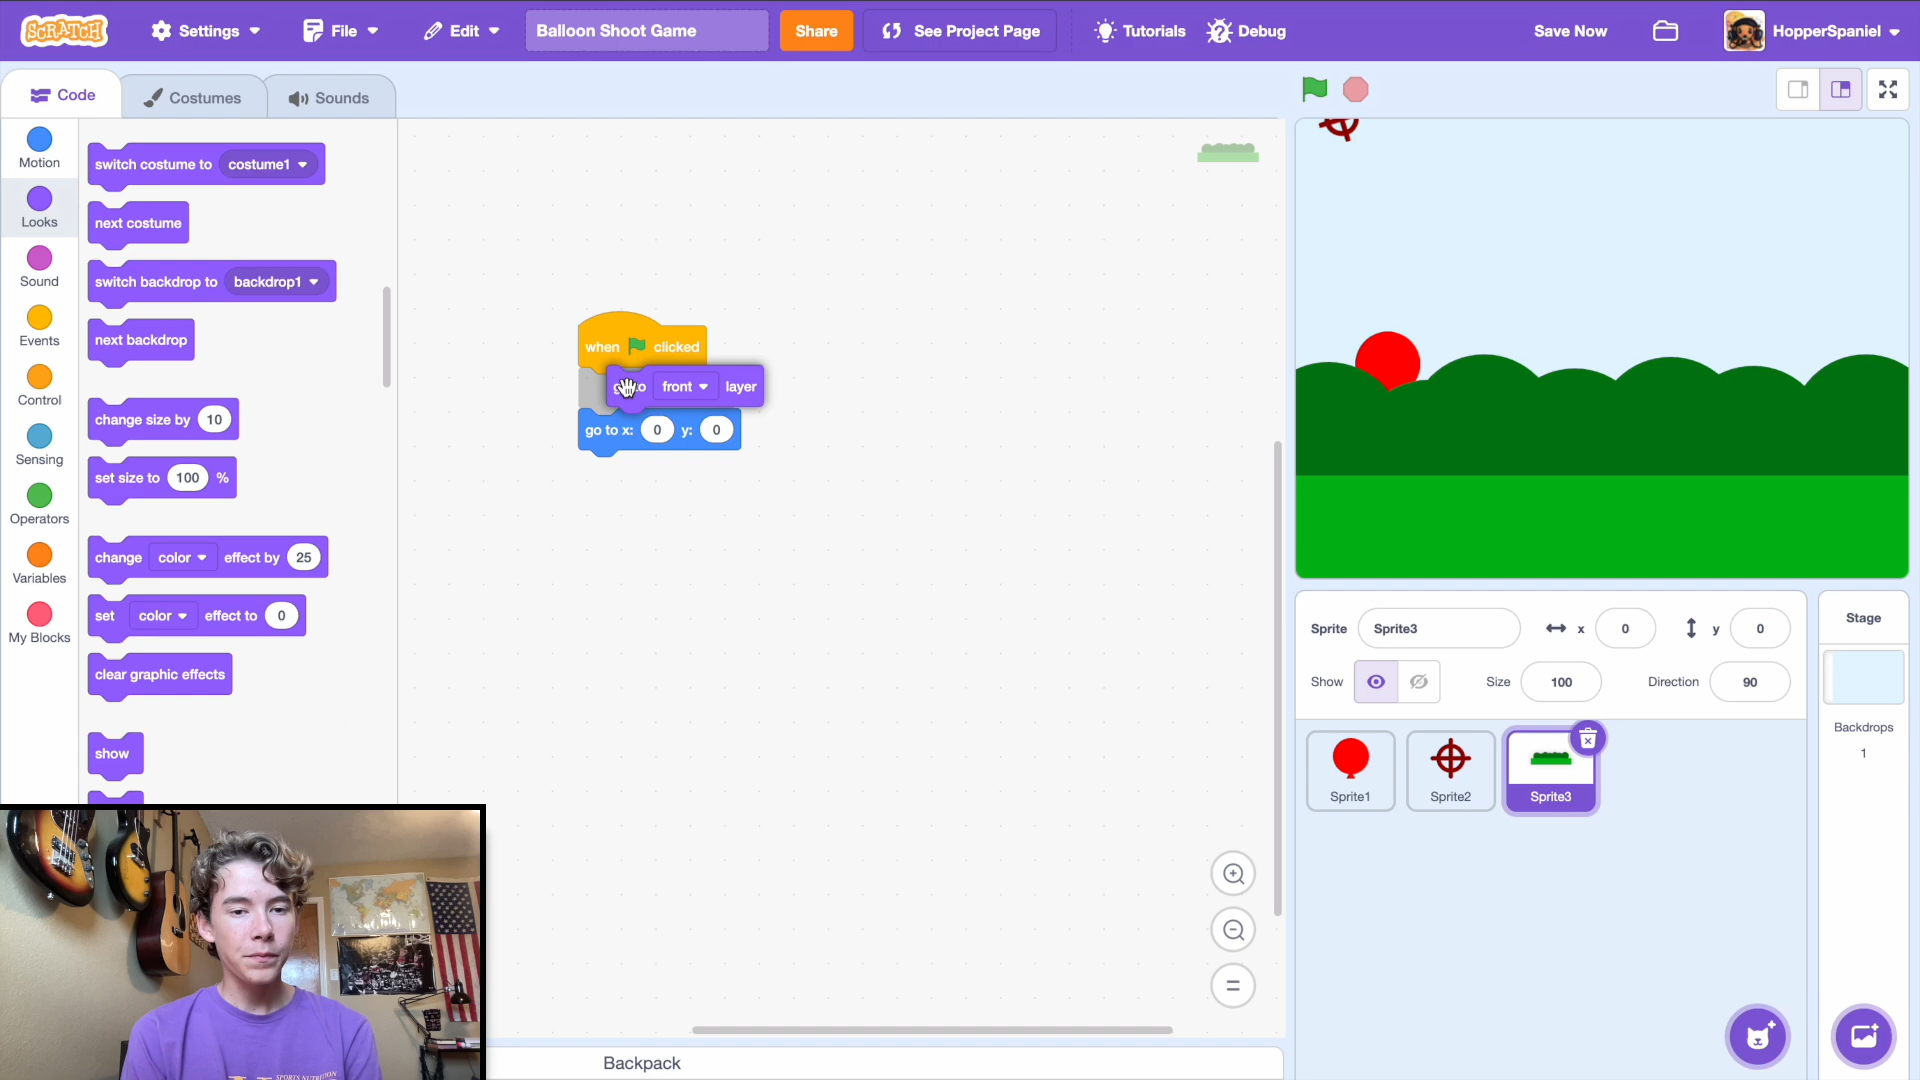 SCRATCH Settings File Edit Balloon Shoot Game Share See Project Page Tutorials Debug Save Now HopperSpaniel
Code Costumes Sounds
Motion
Looks
Sound
Events
Control
Sensing
Operators
Variables
My Blocks
switch costume to costume1
next costume
switch backdrop to backdrop1
next backdrop
change size by 10
set size to 100 %
change color effect by 25
set color effect to 0
clear graphic effects
show
when clicked
go to front layer
go to x: 0 y: 0
Backpack
Sprite Sprite3 x 0 y 0
Show Size 100 Direction 90
Sprite1 Sprite2 Sprite3
Stage
Backdrops
1
SPORTS NUTRITION